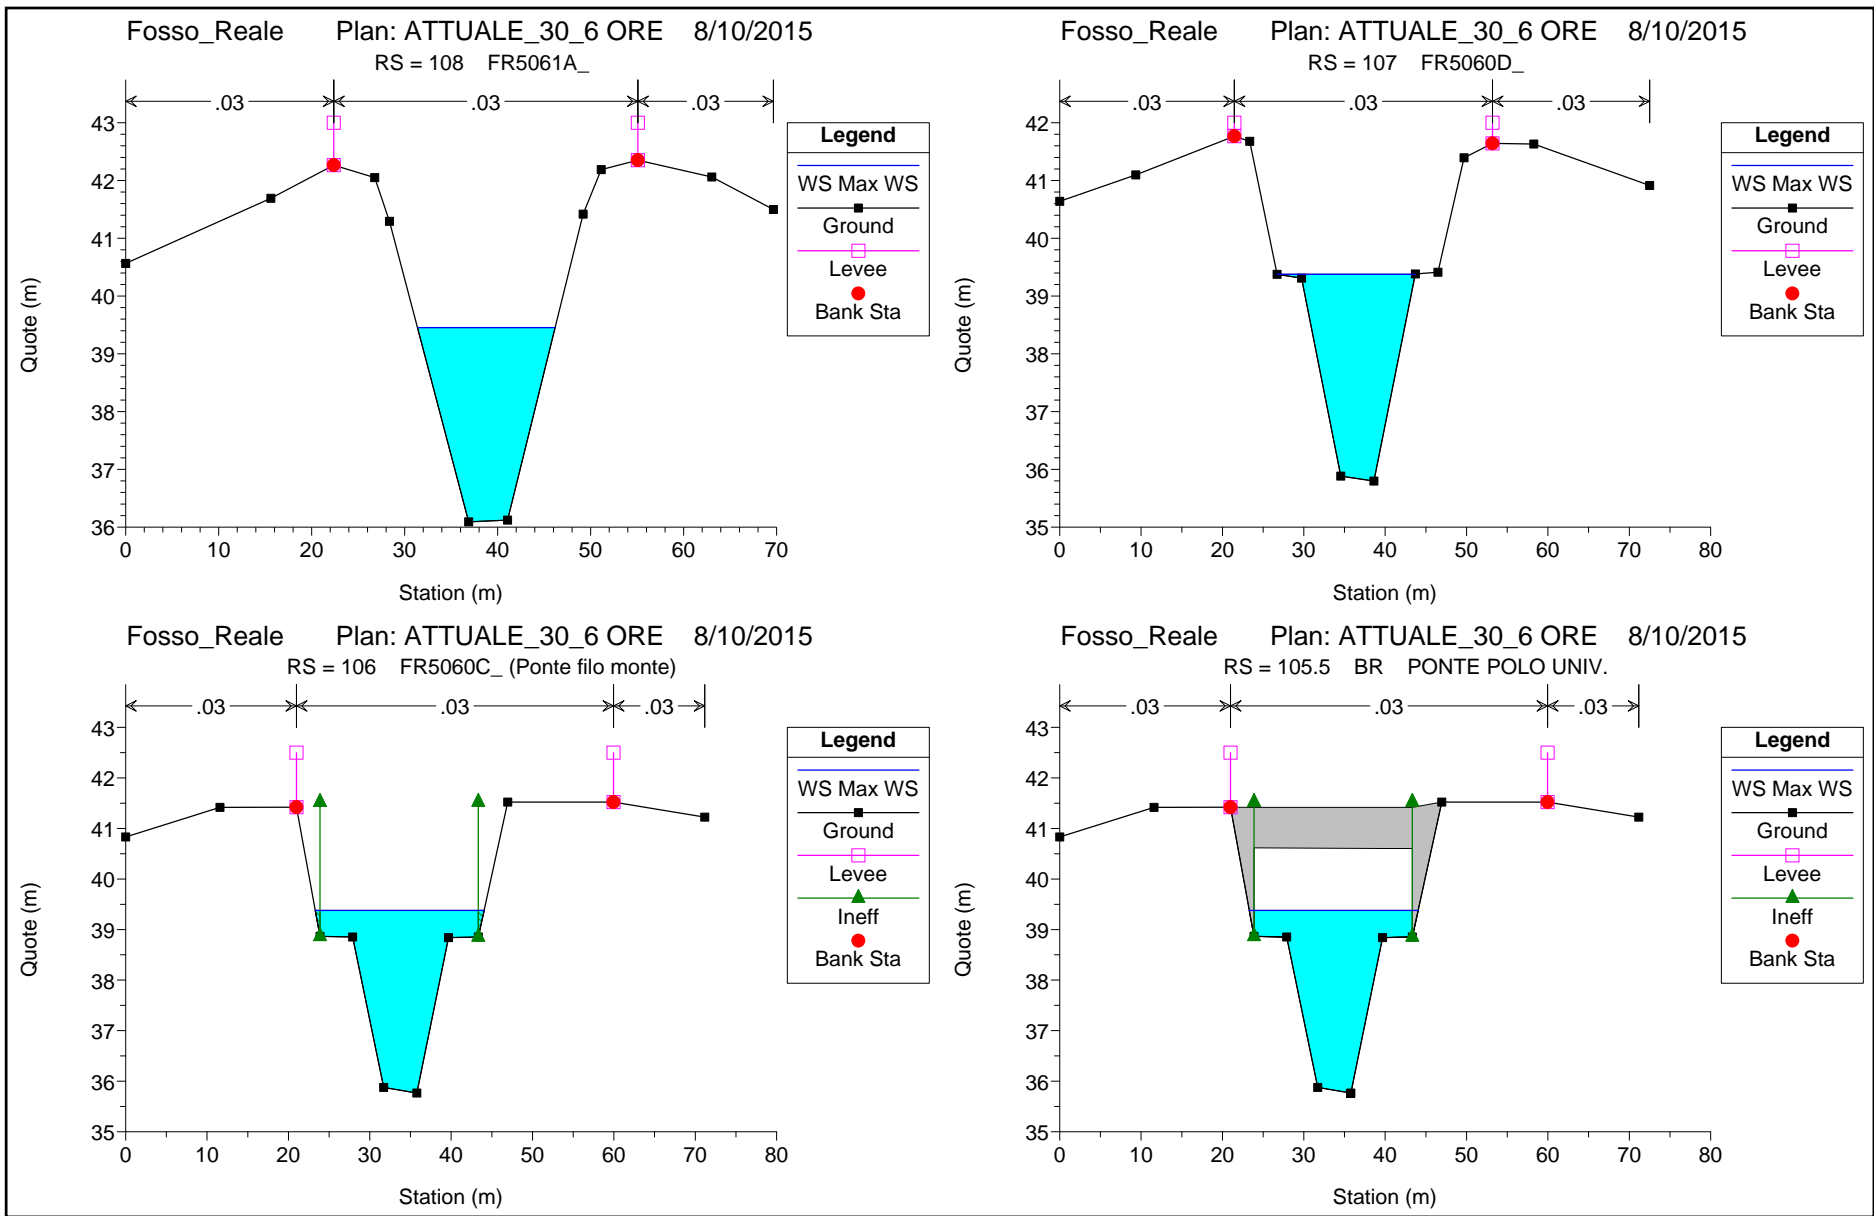 Fosso_Reale Plan: ATTUALE_30_6 ORE 8/10/2015
RS = 108 FR5061A_
.03 .03 .03
43
42
41
40
39
38
37
36
Quote (m)
0 10 20 30 40 50 60 70
Station (m)
Legend
WS Max WS
Ground
Levee
Bank Sta
Fosso_Reale Plan: ATTUALE_30_6 ORE 8/10/2015
RS = 107 FR5060D_
.03 .03 .03
42
41
40
39
38
37
36
35
Quote (m)
0 10 20 30 40 50 60 70 80
Station (m)
Legend
WS Max WS
Ground
Levee
Bank Sta
Fosso_Reale Plan: ATTUALE_30_6 ORE 8/10/2015
RS = 106 FR5060C_ (Ponte filo monte)
.03 .03 .03
43
42
41
40
39
38
37
36
35
Quote (m)
0 10 20 30 40 50 60 70 80
Station (m)
Legend
WS Max WS
Ground
Levee
Ineff
Bank Sta
Fosso_Reale Plan: ATTUALE_30_6 ORE 8/10/2015
RS = 105.5 BR PONTE POLO UNIV.
.03 .03 .03
43
42
41
40
39
38
37
36
35
Quote (m)
0 10 20 30 40 50 60 70 80
Station (m)
Legend
WS Max WS
Ground
Levee
Ineff
Bank Sta